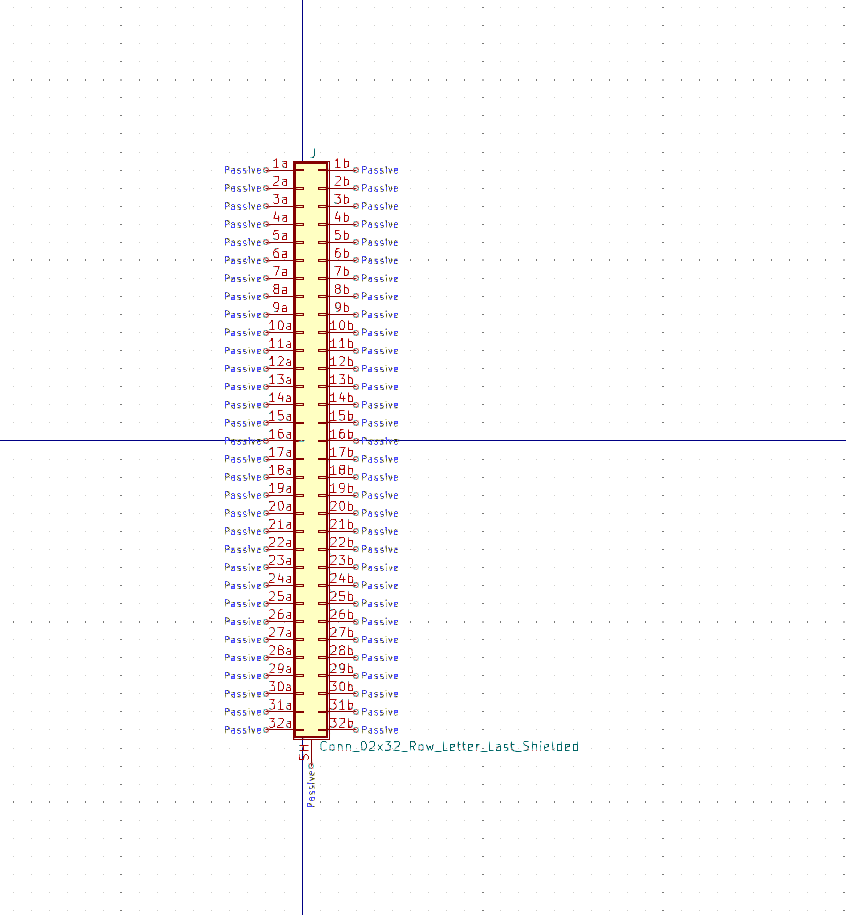 J
Passive 1a 1b Passive
Passive 2a 2b Passive
Passive 3a 3b Passive
Passive 4a 4b Passive
Passive 5a 5b Passive
Passive 6a 6b Passive
Passive 7a 7b Passive
Passive 8a 8b Passive
Passive 9a 9b Passive
Passive 10a 10b Passive
Passive 11a 11b Passive
Passive 12a 12b Passive
Passive 13a 13b Passive
Passive 14a 14b Passive
Passive 15a 15b Passive
Passive 16a 16b Passive
Passive 17a 17b Passive
Passive 18a 18b Passive
Passive 19a 19b Passive
Passive 20a 20b Passive
Passive 21a 21b Passive
Passive 22a 22b Passive
Passive 23a 23b Passive
Passive 24a 24b Passive
Passive 25a 25b Passive
Passive 26a 26b Passive
Passive 27a 27b Passive
Passive 28a 28b Passive
Passive 29a 29b Passive
Passive 30a 30b Passive
Passive 31a 31b Passive
Passive 32a 32b Passive
SH
Conn_02x32_Row_Letter_Last_Shielded
Passive